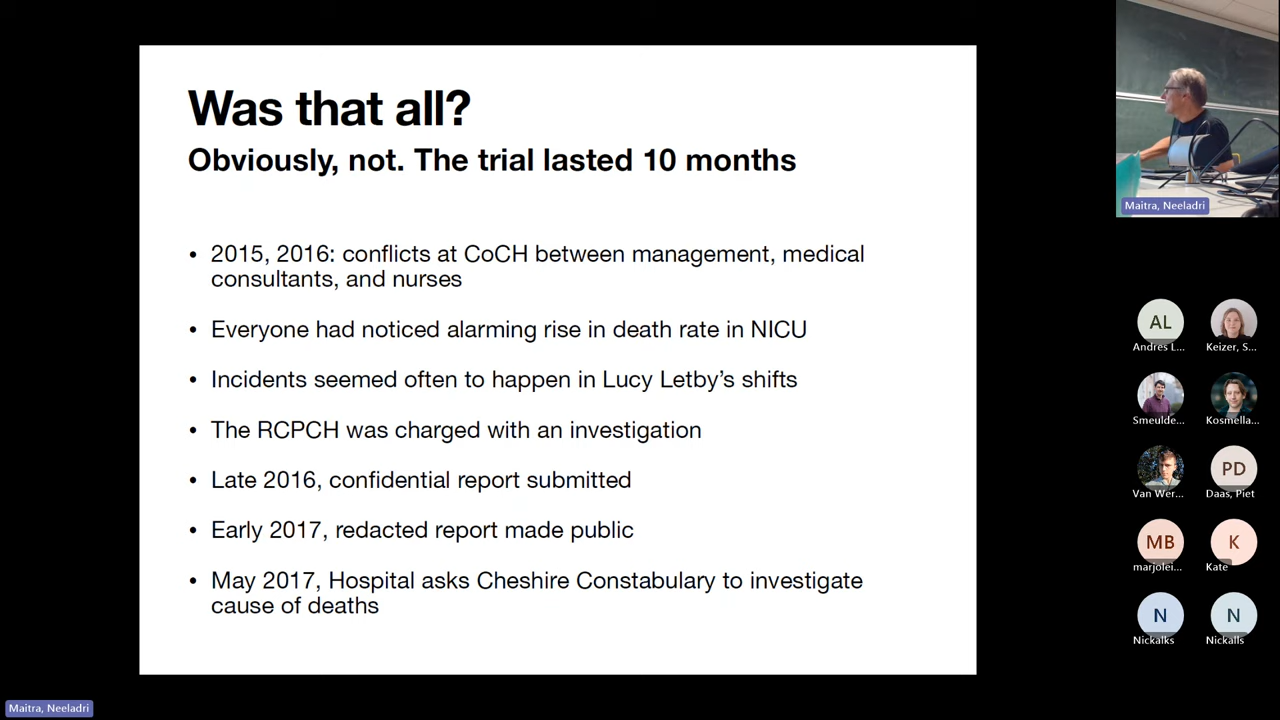 Was that all?
Obviously, not. The trial lasted 10 months
• 2015, 2016: conflicts at CoCH between management, medical
consultants, and nurses
• Everyone had noticed alarming rise in death rate in NICU
• Incidents seemed often to happen in Lucy Letby's shifts
• The RCPCH was charged with an investigation
• Late 2016, confidential report submitted
• Early 2017, redacted report made public
• May 2017, Hospital asks Cheshire Constabulary to investigate
cause of deaths
Maitra, Neeladri
AL
Andres L...
Keizer, S...
Smeulde...
Kosmella...
Van Wer...
PD
Daas, Piet
MB
marjolei...
K
Kate
N
Nickalks
N
Nickalls
Maitra, Neeladri